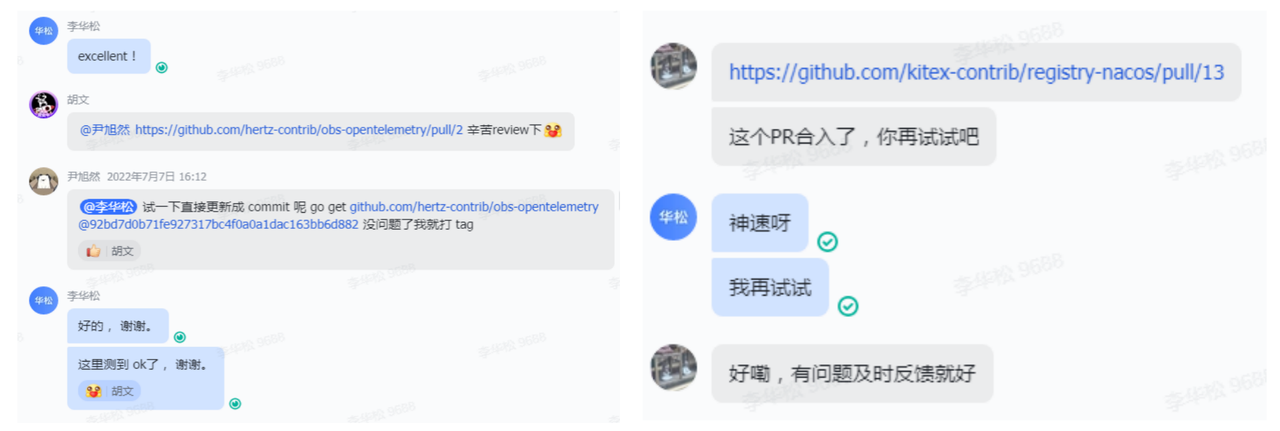 华松
李华松
excellent！
胡文
@尹旭然 https://github.com/hertz-contrib/obs-opentelemetry/pull/2 辛苦review下
尹旭然 2022年7月7日 16:12
@李华松 试一下直接更新成 commit 呢 go get github.com/hertz-contrib/obs-opentelemetry
@92bd7d0b71fe927317bc4f0a0a1dac163bb6d882 没问题了我就打 tag
胡文
华松
李华松
好的，谢谢。
这里测到 ok了，谢谢。
胡文
https://github.com/kitex-contrib/registry-nacos/pull/13
这个PR合入了，你再试试吧
华松
神速呀
我再试试
好嘞，有问题及时反馈就好
李华松 9688